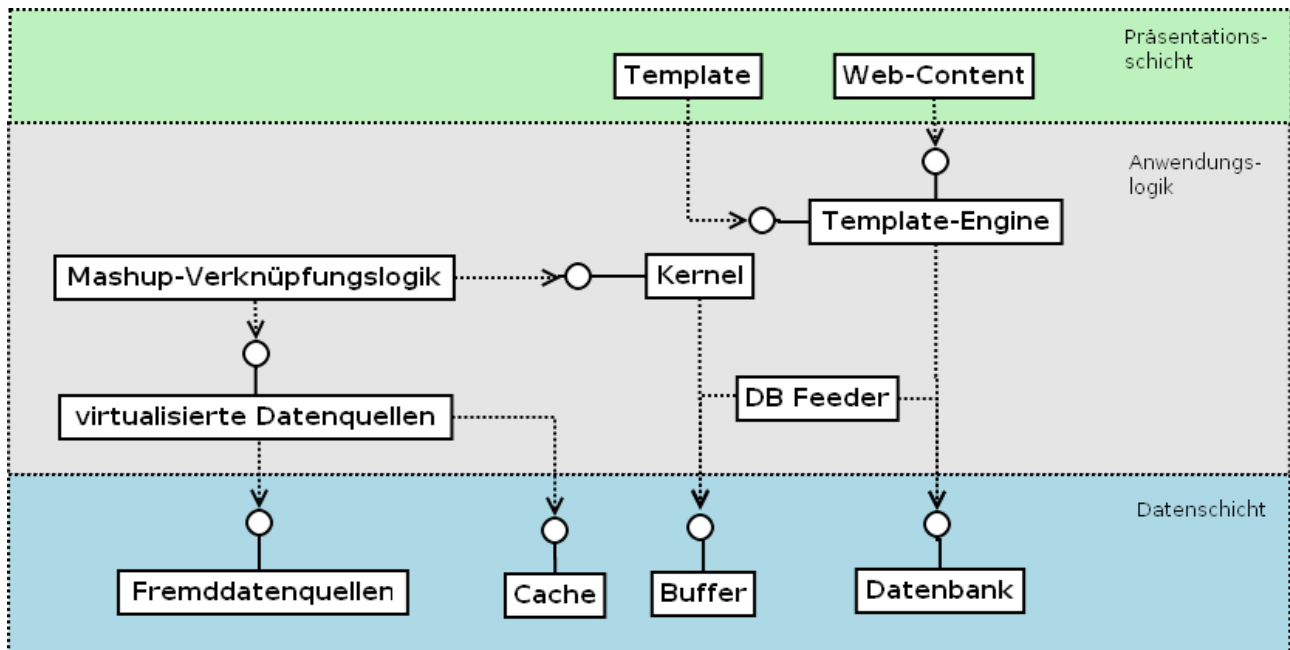 Präsentations-
schicht
Template
Web-Content
Anwendungs-
logik
Template-Engine
Mashup-Verknüpfungslogik
Kernel
DB Feeder
virtualisierte Datenquellen
Datenschicht
Fremddatenquellen
Cache
Buffer
Datenbank